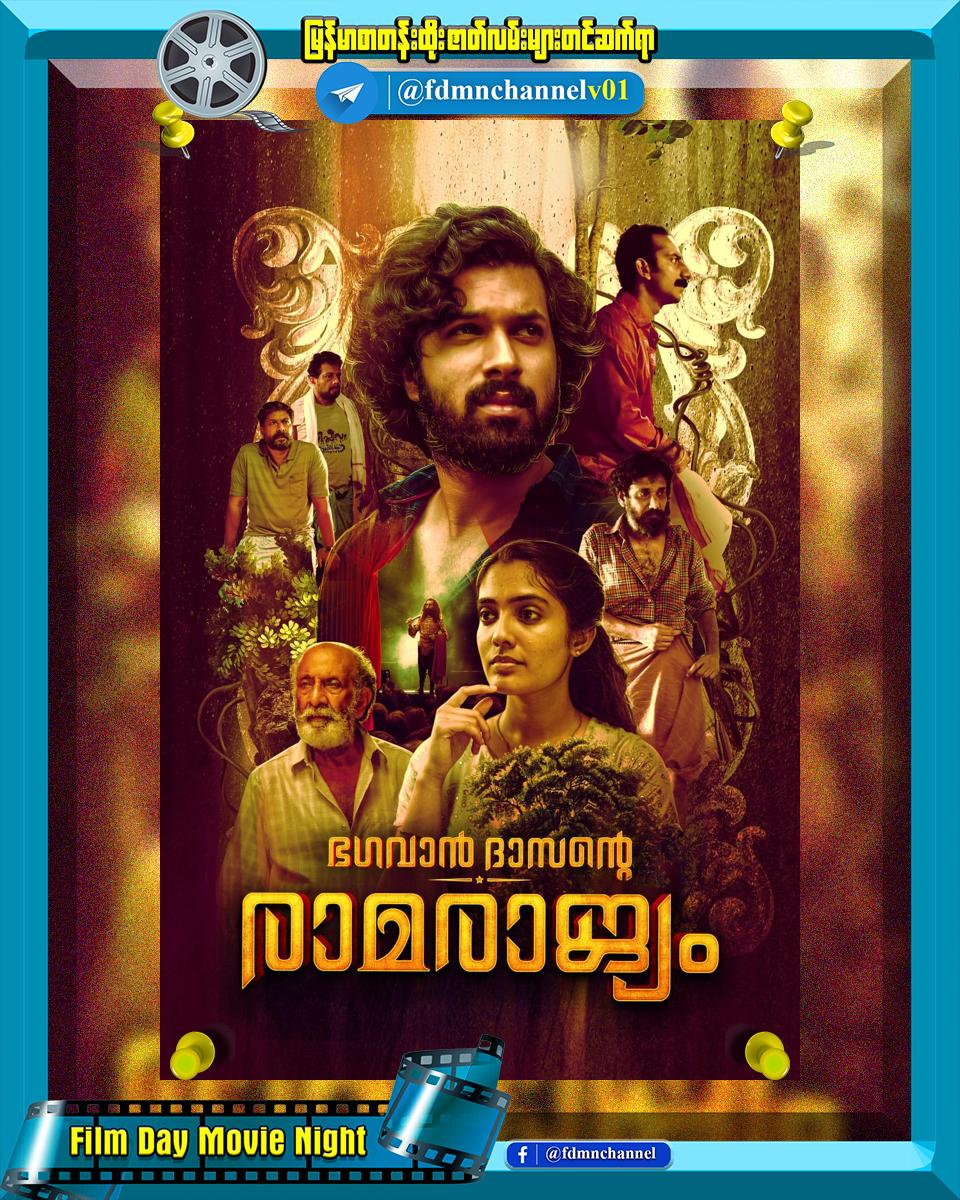 မြန်မာစာတန်းထိုးဇာတ်လမ်းများတင်ဆက်ရာ
@fdmnchannelv01
ഭഗവാൻ ദാസന്റെ
രാമരാജ്യം
Film Day Movie Night
f @fdmnchannel